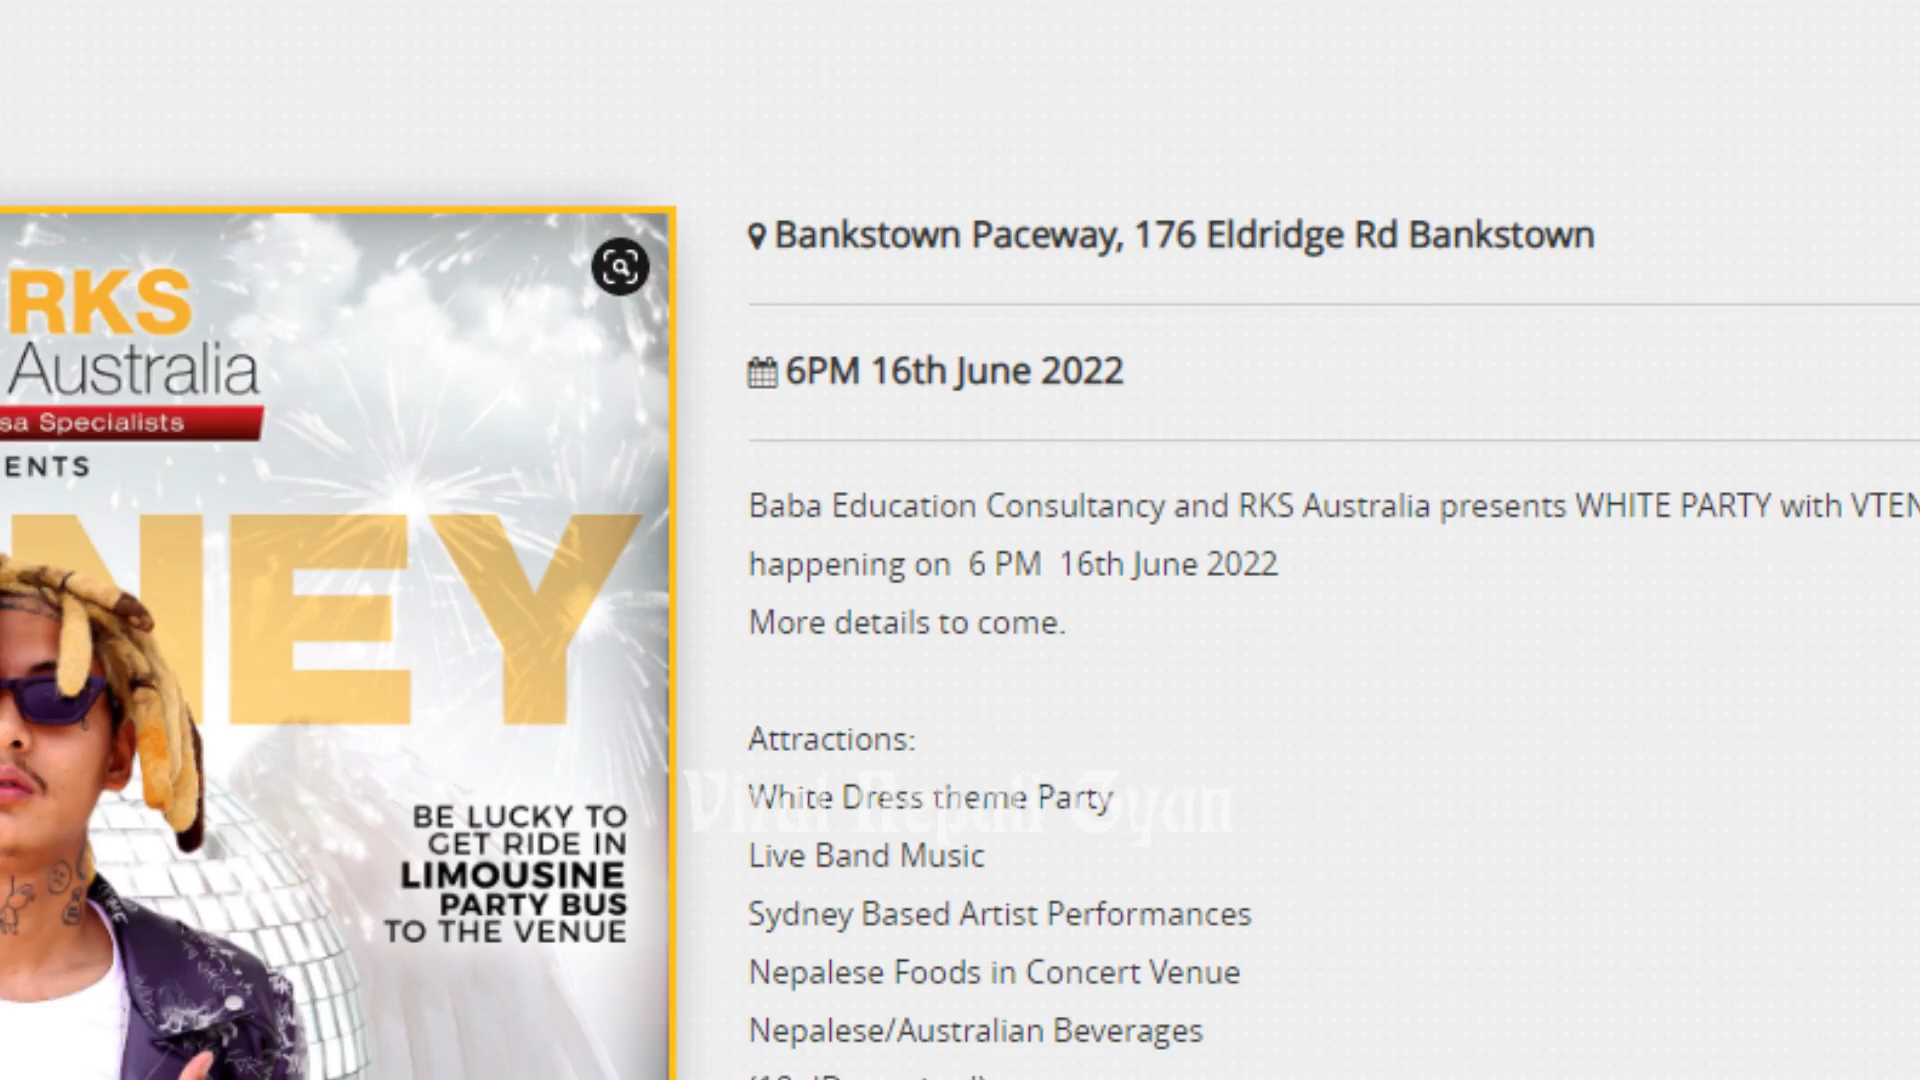 RKS
Australia
sa Specialists
ENTS
NEY
BE LUCKY TO
GET RIDE IN
LIMOUSINE
PARTY BUS
TO THE VENUE
Bankstown Paceway, 176 Eldridge Rd Bankstown
6PM 16th June 2022
Baba Education Consultancy and RKS Australia presents WHITE PARTY with VTEN
happening on 6 PM 16th June 2022
More details to come.
Attractions:
White Dress theme Party
Viral Nepali Gyan
Live Band Music
Sydney Based Artist Performances
Nepalese Foods in Concert Venue
Nepalese/Australian Beverages